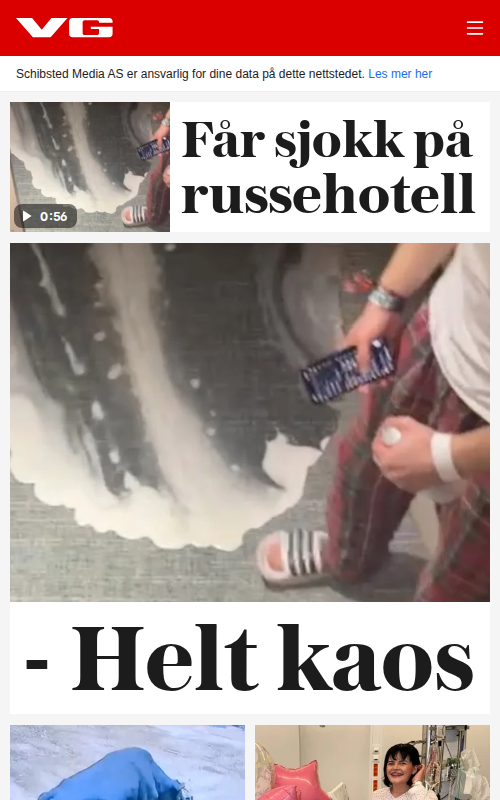 VG
Schibsted Media AS er ansvarlig for dine data på dette nettstedet. Les mer her
Får sjokk på
russehotell
0:56
- Helt kaos